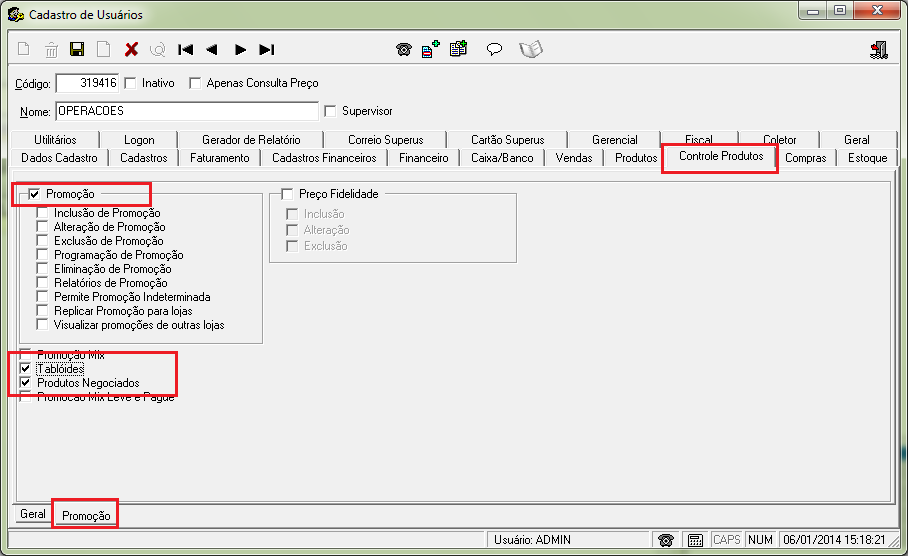 Cadastro de Usuários
Código: 319416 Inativo Apenas Consulta Preço
Nome: OPERACOES Supervisor
Utilitários Logon Gerador de Relatório Correio Superus Cartão Superus Gerencial Fiscal Coletor Geral
Dados Cadastro Cadastros Faturamento Cadastros Financeiros Financeiro Caixa/Banco Vendas Produtos Controle Produtos Compras Estoque
Promoção Preço Fidelidade
Inclusão de Promoção Inclusão
Alteração de Promoção Alteração
Exclusão de Promoção Exclusão
Programação de Promoção
Eliminação de Promoção
Relatórios de Promoção
Permite Promoção Indeterminada
Replicar Promoção para lojas
Visualizar promoções de outras lojas
Promoção Mix
Tablóides
Produtos Negociados
Promocao Mix Leve e Pague
Geral Promoção
Usuário: ADMIN CAPS NUM 06/01/2014 15:18:21